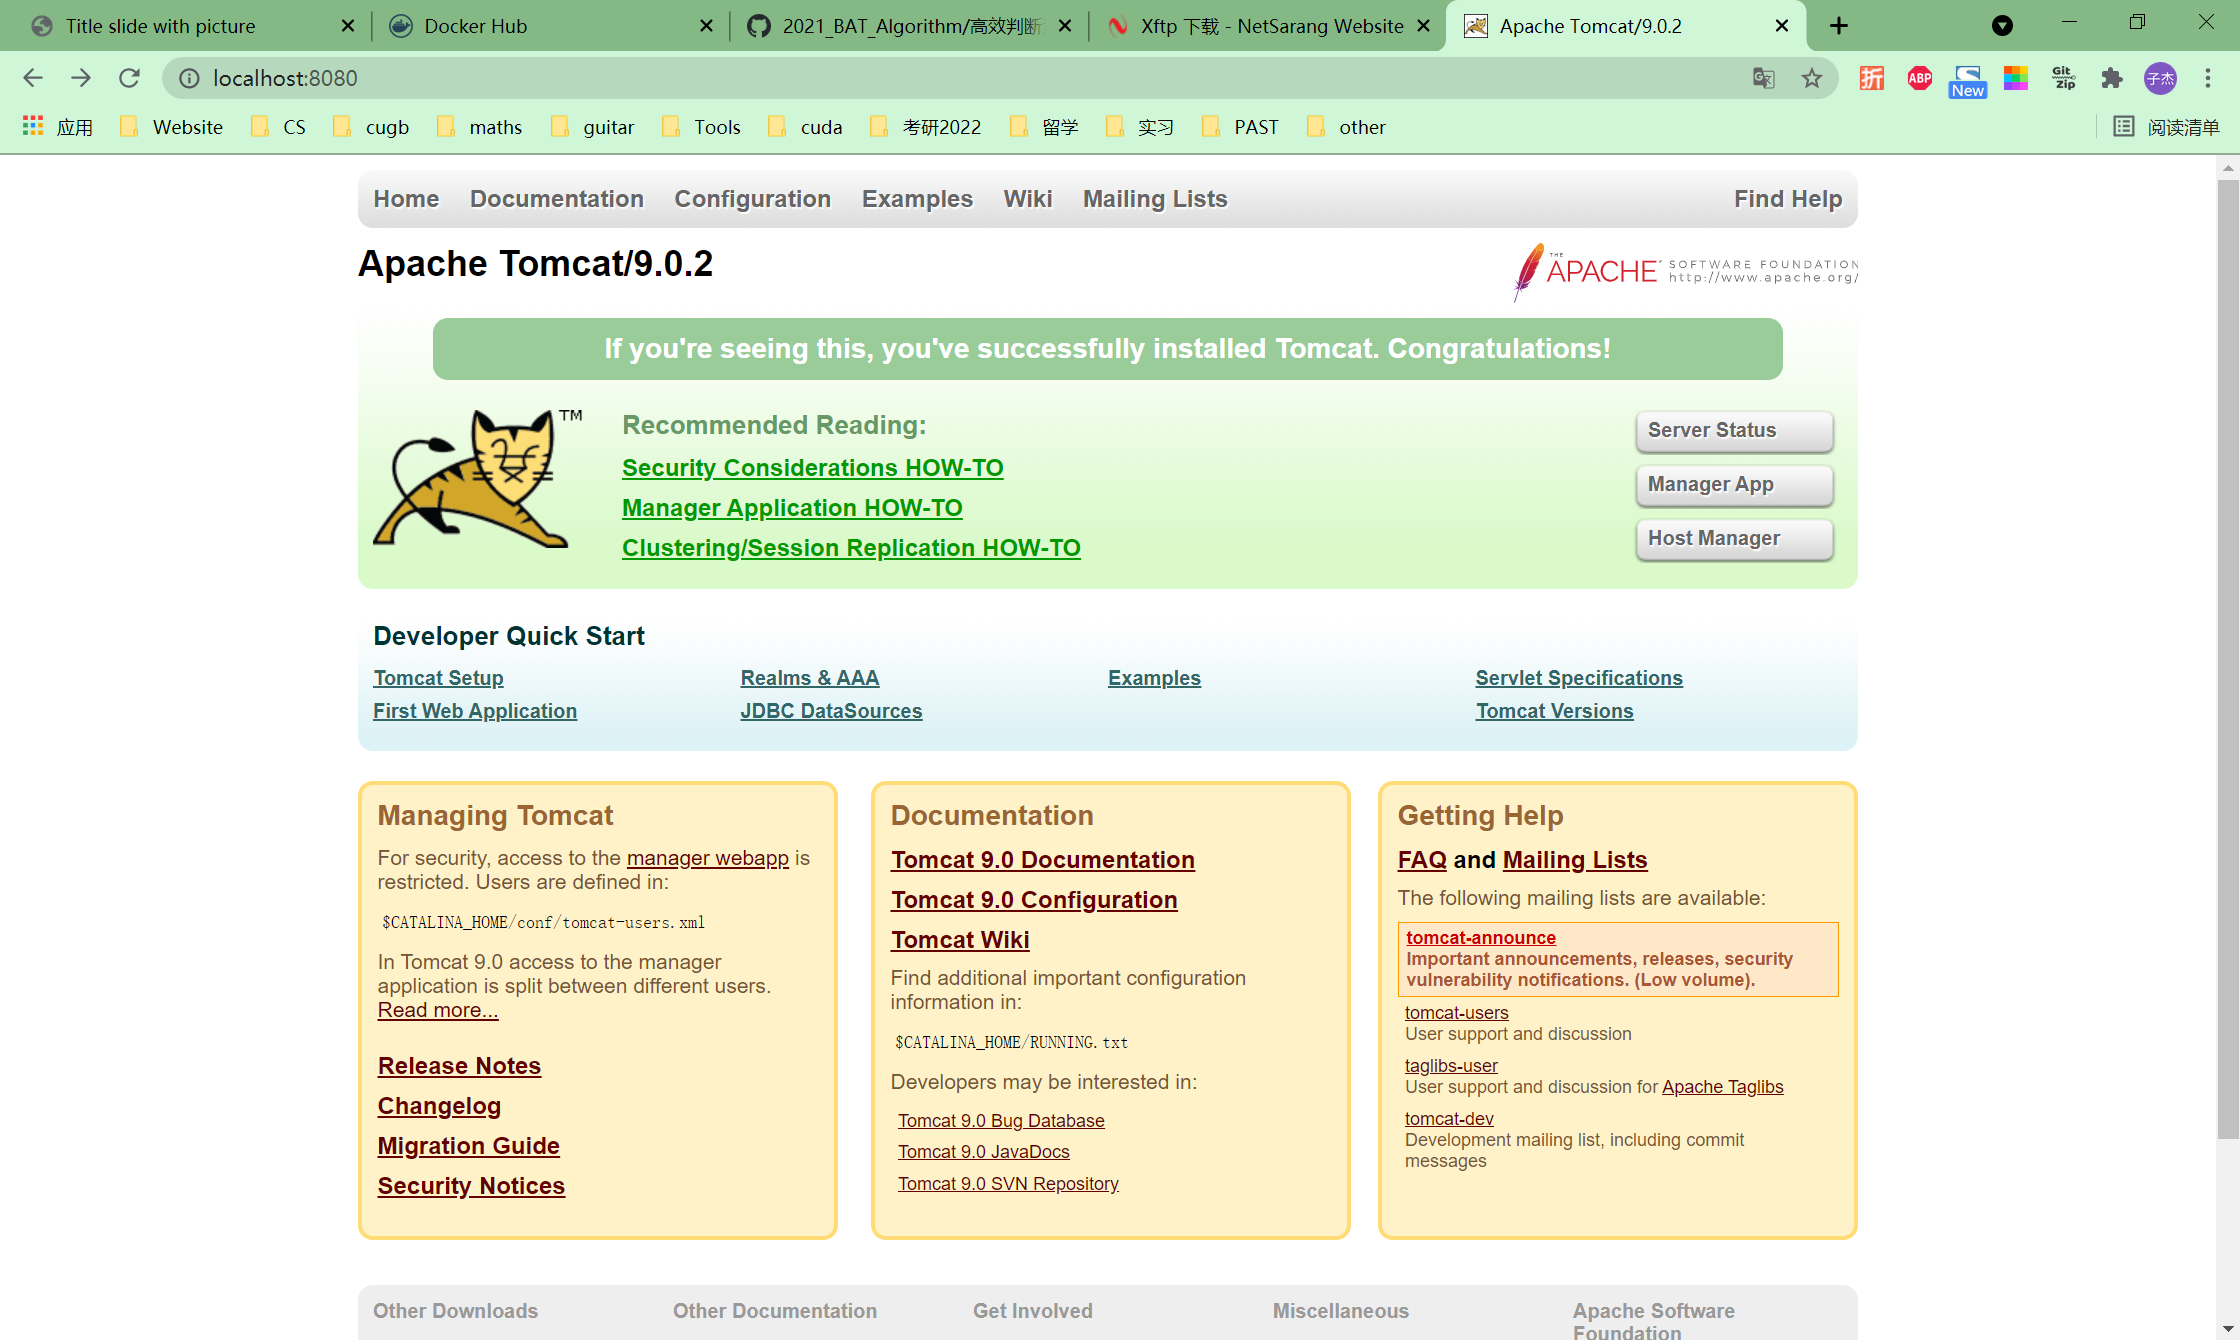 Title slide with picture
Docker Hub
2021_BAT_Algorithm/高效判断
Xftp 下载 - NetSarang Website
Apache Tomcat/9.0.2
localhost:8080
折
ABP
New
Git Zip
子杰
应用
Website
CS
cugb
maths
guitar
Tools
cuda
考研2022
留学
实习
PAST
other
阅读清单
Home
Documentation
Configuration
Examples
Wiki
Mailing Lists
Find Help
Apache Tomcat/9.0.2
THE APACHE SOFTWARE FOUNDATION
http://www.apache.org/
If you're seeing this, you've successfully installed Tomcat. Congratulations!
TM
Recommended Reading:
Security Considerations HOW-TO
Manager Application HOW-TO
Clustering/Session Replication HOW-TO
Server Status
Manager App
Host Manager
Developer Quick Start
Tomcat Setup
Realms & AAA
Examples
Servlet Specifications
First Web Application
JDBC DataSources
Tomcat Versions
Managing Tomcat
For security, access to the manager webapp is
restricted. Users are defined in:
$CATALINA_HOME/conf/tomcat-users.xml
In Tomcat 9.0 access to the manager
application is split between different users.
Read more...
Release Notes
Changelog
Migration Guide
Security Notices
Documentation
Tomcat 9.0 Documentation
Tomcat 9.0 Configuration
Tomcat Wiki
Find additional important configuration
information in:
$CATALINA_HOME/RUNNING.txt
Developers may be interested in:
Tomcat 9.0 Bug Database
Tomcat 9.0 JavaDocs
Tomcat 9.0 SVN Repository
Getting Help
FAQ and Mailing Lists
The following mailing lists are available:
tomcat-announce
Important announcements, releases, security
vulnerability notifications. (Low volume).
tomcat-users
User support and discussion
taglibs-user
User support and discussion for Apache Taglibs
tomcat-dev
Development mailing list, including commit
messages
Other Downloads
Other Documentation
Get Involved
Miscellaneous
Apache Software
Foundation